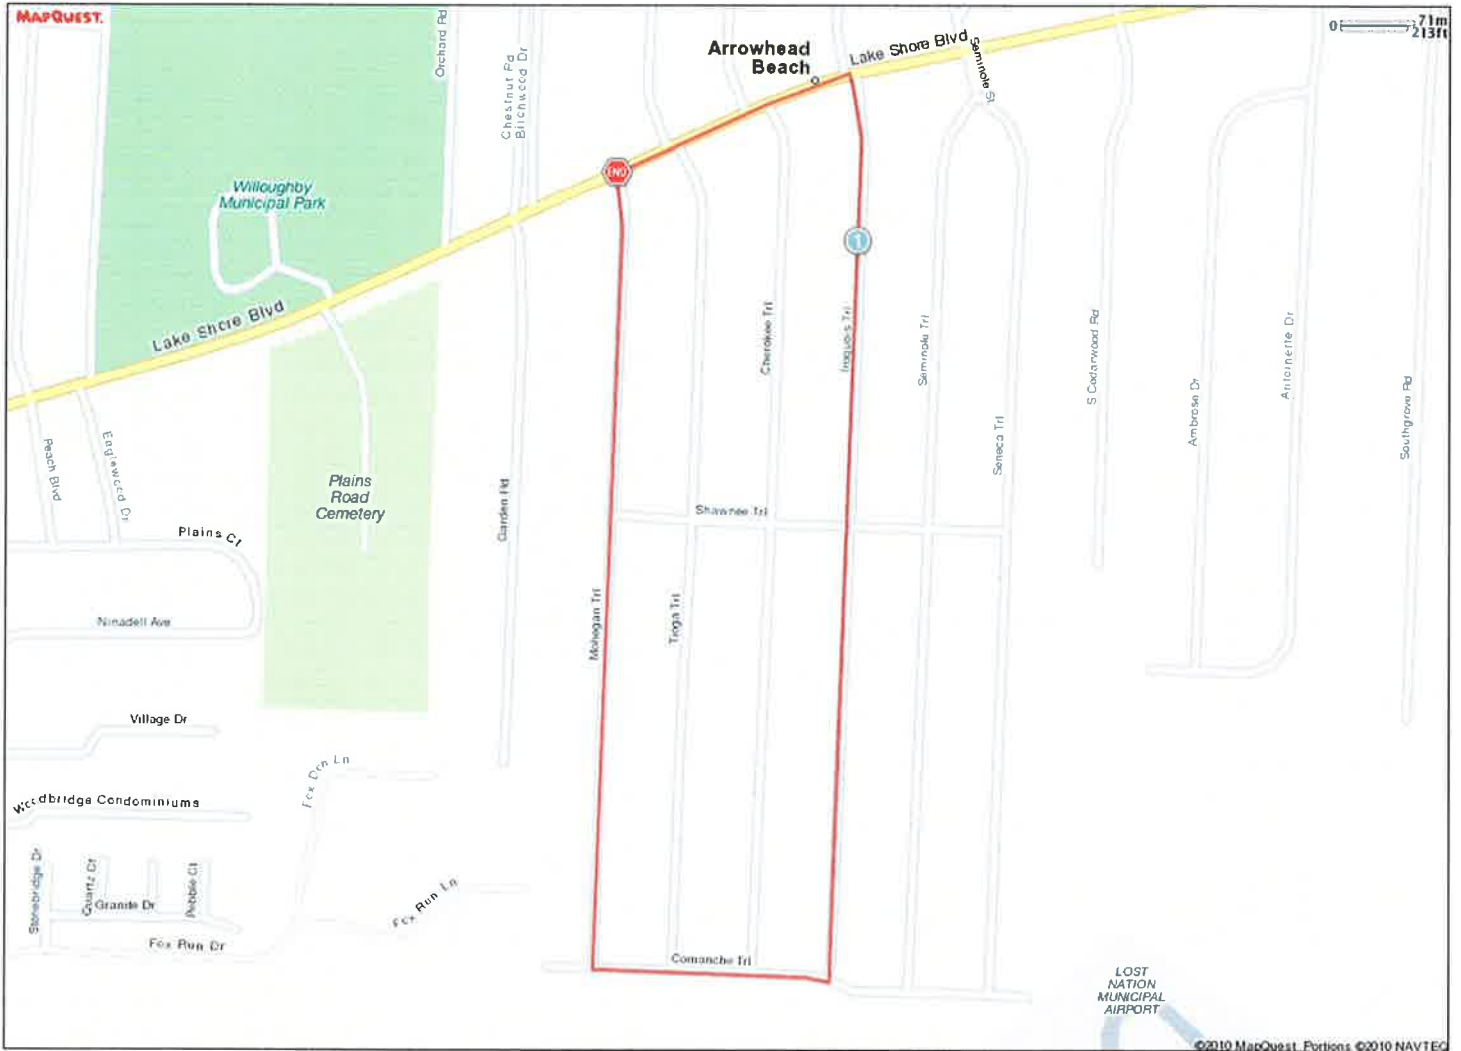 MAPQUEST.
0 71m
213ft
Orchard Rd
Chestnut Rd
Birchwood Dr
Arrowhead
Beach
Lake Shore Blvd
Seminole St
END
Willoughby
Municipal Park
1
Lake Shore Blvd
Cherokee Trl
Iroquois Trl
Seminole Trl
S Cedarwood Rd
Antoinette Dr
Ambrose Dr
Southgrove Rd
Seneca Trl
Peach Blvd
Englewood Dr
Plains
Road
Cemetery
Garden Rd
Shawnee Trl
Plains Ct
Mohegan Trl
Tioga Trl
Ninadell Ave
Village Dr
Fox Den Ln
Woodbridge Condominiums
Stonebridge Dr
Quartz Ct
Granite Dr
Pebble Ct
Fox Run Ln
Fox Run Dr
Comanche Trl
LOST
NATION
MUNICIPAL
AIRPORT
©2010 MapQuest Portions ©2010 NAVTEQ